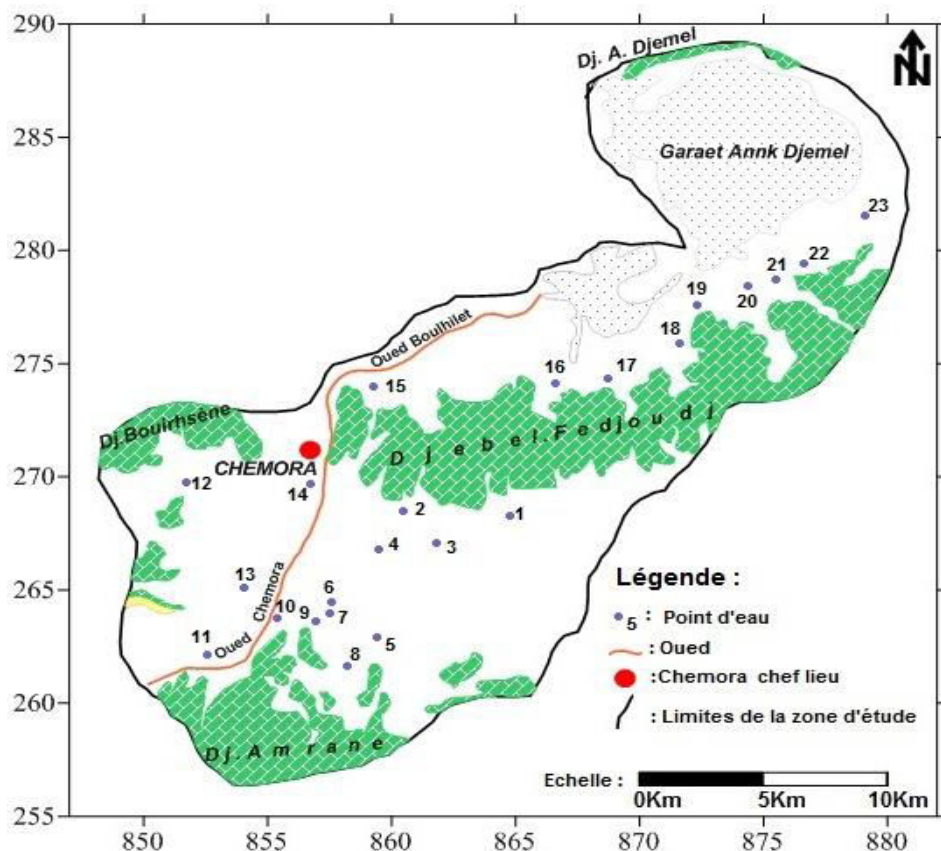 290
Dj. A. Djemel
N
285
Garaet Annk Djemel
23
280
22
21
19
20
18
275
Oued Boulhilet
17
16
15
Dj.Bouirhsène
Djebel.Fedjoudj
270
CHEMORA
12
14
2
1
4
3
265
13
Légende :
6
Oued Chemora
10
9
7
5 : Point d'eau
11
5
: Oued
8
:Chemora chef lieu
260
: Limites de la zone d'étude
Dj.Amrane
Echelle :
0Km 5Km 10Km
255
850 855 860 865 870 875 880